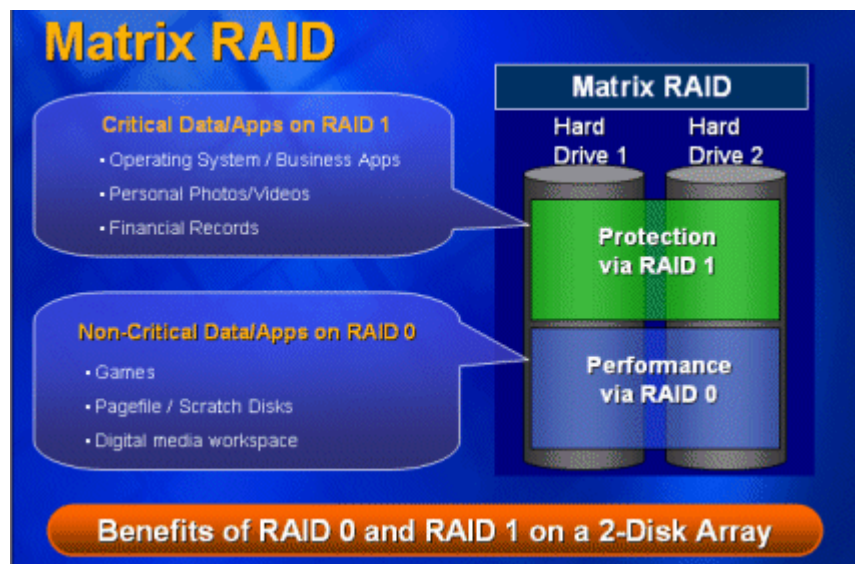 Matrix RAID
Critical Data/Apps on RAID 1
• Operating System / Business Apps
• Personal Photos/Videos
• Financial Records
Non-Critical Data/Apps on RAID 0
• Games
• Pagefile / Scratch Disks
• Digital media workspace
Matrix RAID
Hard
Drive 1
Hard
Drive 2
Protection
via RAID 1
Performance
via RAID 0
Benefits of RAID 0 and RAID 1 on a 2-Disk Array